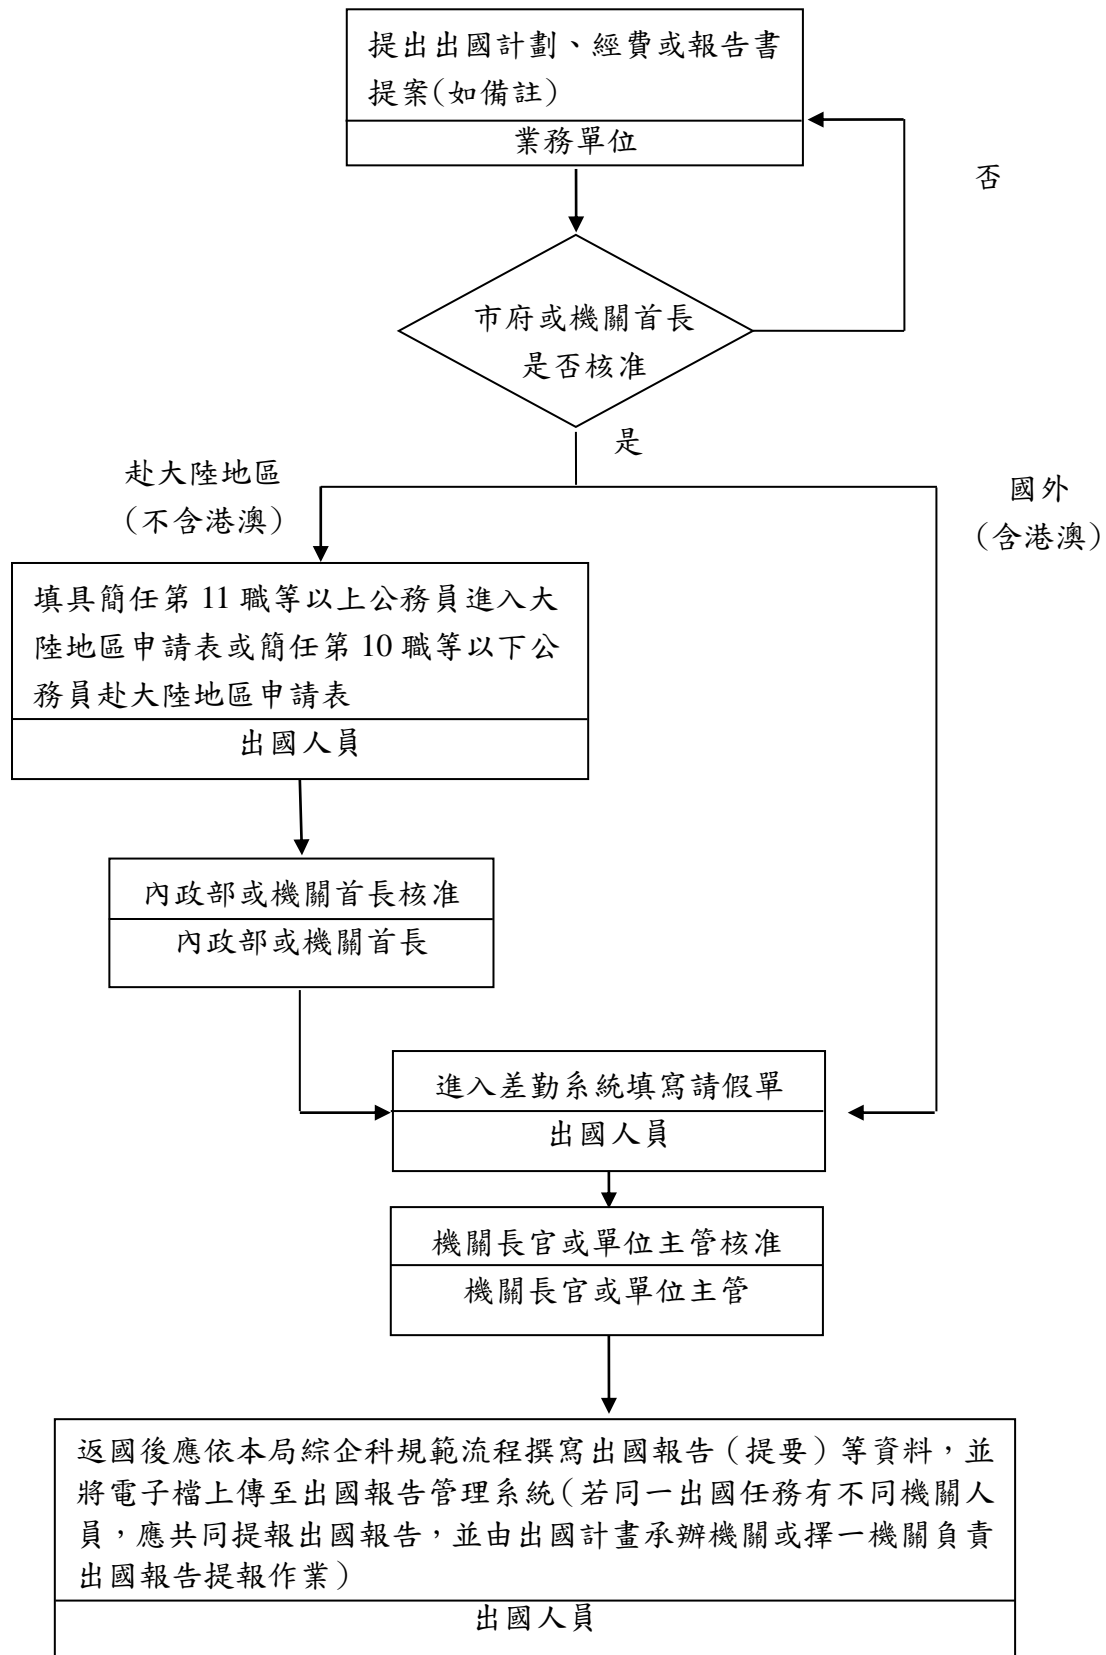 提出出國計劃、經費或報告書
提案(如備註)
業務單位
否
市府或機關首長
是否核准
是
赴大陸地區
(不含港澳)
國外
(含港澳)
填具簡任第 11 職等以上公務員進入大
陸地區申請表或簡任第 10 職等以下公
務員赴大陸地區申請表
出國人員
內政部或機關首長核准
內政部或機關首長
進入差勤系統填寫請假單
出國人員
機關長官或單位主管核准
機關長官或單位主管
返國後應依本局綜企科規範流程撰寫出國報告(提要)等資料,並
將電子檔上傳至出國報告管理系統(若同一出國任務有不同機關人
員,應共同提報出國報告,並由出國計畫承辦機關或擇一機關負責
出國報告提報作業)
出國人員